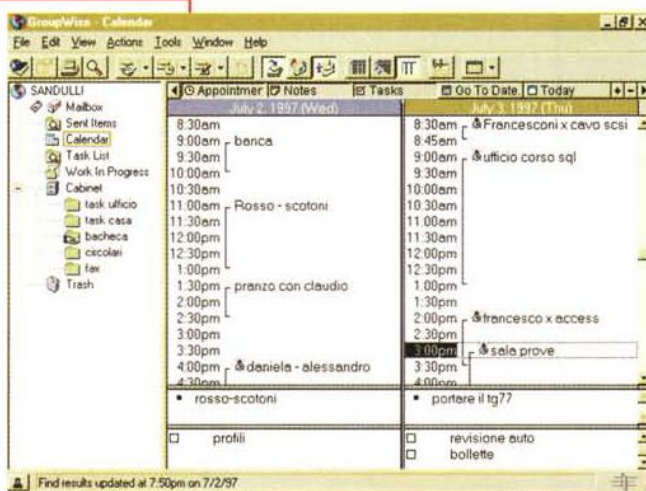 GroupWise - Calendar
File Edit View Actions Tools Window Help
SANDULLI
Mailbox
Sent Items
Calendar
Task List
Work In Progress
Cabinet
task ufficio
task casa
bacheca
ciscolari
fax
Trash
Appointmer Notes Tasks Go To Date. Today
July 2, 1997 (Wed)
8:30am
9:00am banca
9:30am
10:00am
10:30am
11:00am Rosso - scotoni
11:30am
12:00pm
12:30pm
1:00pm
1:30pm pranzo con claudio
2:00pm
2:30pm
3:00pm
3:30pm
4:00pm daniela - alessandro
4:30pm
• rosso-scotoni
profili
July 3, 1997 (Thu)
8:30am Francesconi x cavo scsi
8:45am
9:00am ufficio corso sql
9:30am
10:00am
10:30am
11:00am
11:30am
12:00pm
12:30pm
1:00pm
1:30pm
2:00pm francesco x access
2:30pm
3:00pm sala prove
3:30pm
4:00pm
• portare il tg77
revisione auto
bollette
Find results updated at 7:50pm on 7/2/97